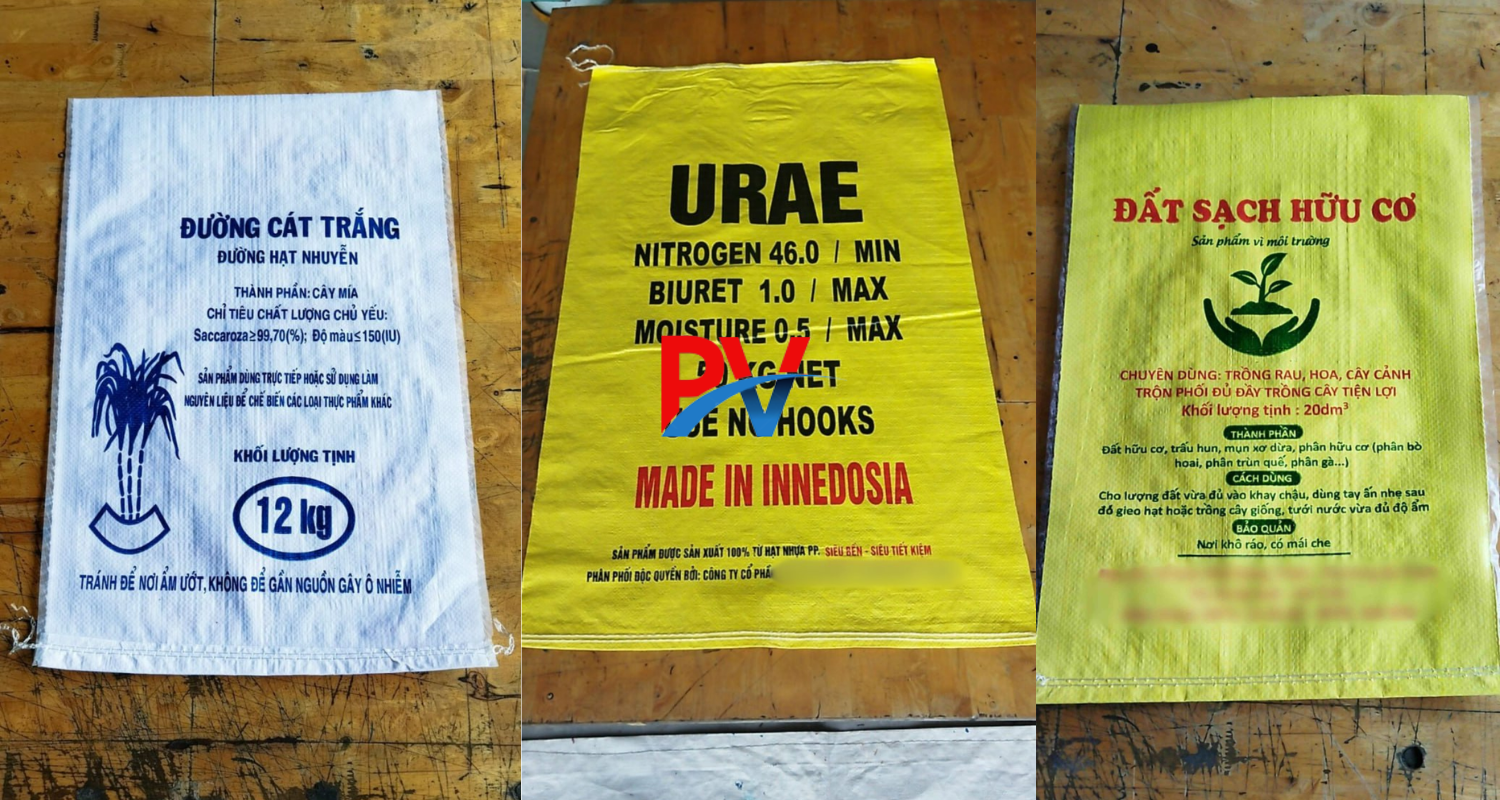 ĐƯỜNG CÁT TRẮNG
ĐƯỜNG HẠT NHUYỄN
THÀNH PHẦN: CÂY MÍA
CHỈ TIÊU CHẤT LƯỢNG CHỦ YẾU:
Saccaroza≥99,70(%); Độ màu≤150(IU)
SẢN PHẨM DÙNG TRỰC TIẾP HOẶC SỬ DỤNG LÀM
NGUYÊN LIỆU ĐỂ CHẾ BIẾN CÁC LOẠI THỰC PHẨM KHÁC
KHỐI LƯỢNG TỊNH
12 kg
TRÁNH ĐỂ NƠI ẨM ƯỚT, KHÔNG ĐỂ GẦN NGUỒN GÂY Ô NHIỄM
URAE
NITROGEN 46.0 / MIN
BIURET 1.0 / MAX
MOISTURE 0.5 / MAX
KG NET
HOOKS
PV
MADE IN INNEDOSIA
SẢN PHẨM ĐƯỢC SẢN XUẤT 100% TỪ HẠT NHỰA PP. SIÊU BỀN - SIÊU TIẾT KIỆM
PHÂN PHỐI ĐỘC QUYỀN BỞI: CÔNG TY CỔ PHẦ
ĐẤT SẠCH HỮU CƠ
Sản phẩm vì môi trường
CHUYÊN DÙNG: TRỒNG RAU, HOA, CÂY CẢNH
TRỘN PHỐI ĐỦ ĐẦY TRỒNG CÂY TIỆN LỢI
Khối lượng tịnh : 20dm³
THÀNH PHẦN
Đất hữu cơ, trấu hun, mụn xơ dừa, phân hữu cơ (phân bò
hoai, phân trùn quế, phân gà...)
CÁCH DÙNG
Cho lượng đất vừa đủ vào khay chậu, dùng tay ấn nhẹ sau
đó gieo hạt hoặc trồng cây giống, tưới nước vừa đủ độ ẩm
BẢO QUẢN
Nơi khô ráo, có mái che